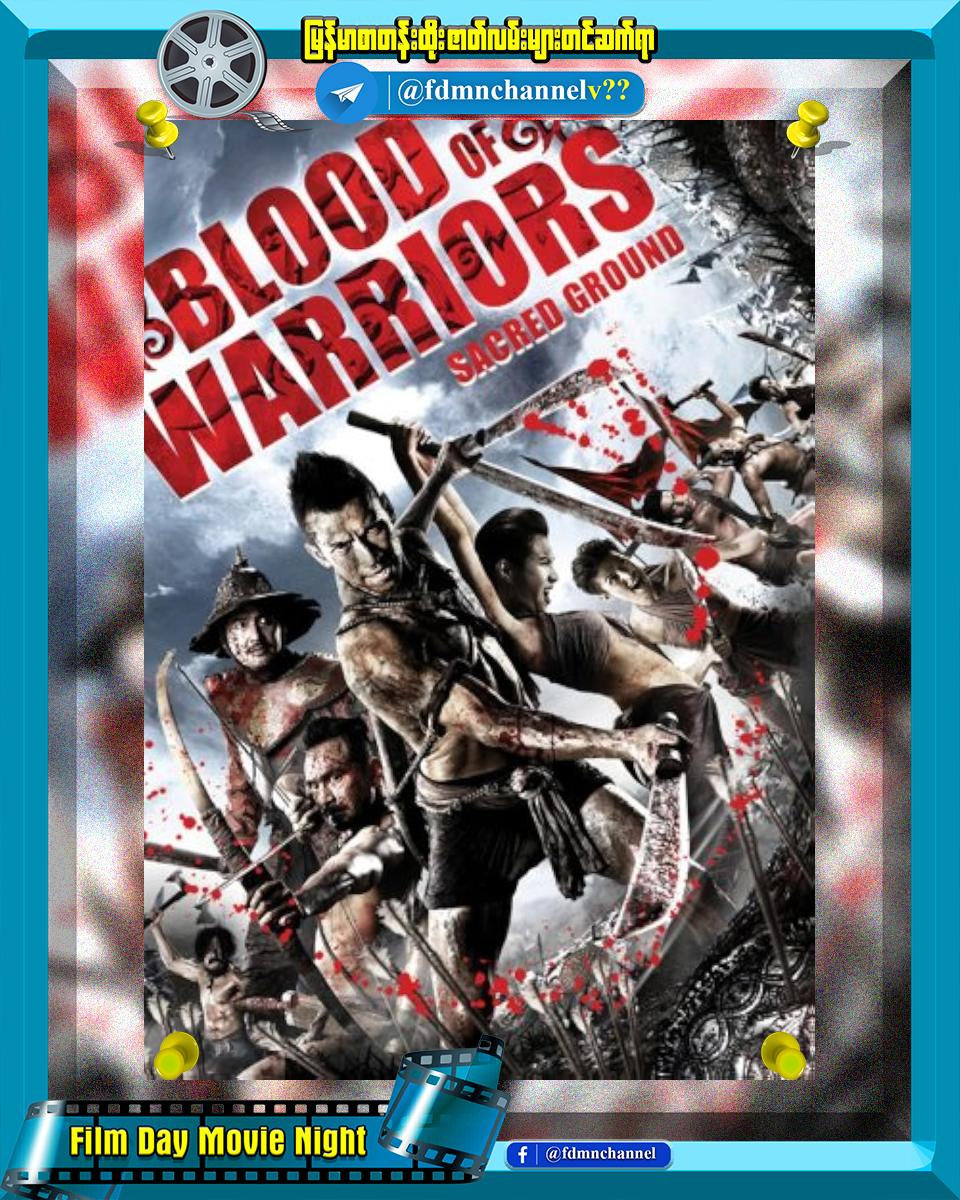 မြန်မာစာတန်းထိုးဇာတ်လမ်းများတင်ဆက်ရာ
@fdmnchannelv??
BLOOD OF
WARRIORS
SACRED GROUND
Film Day Movie Night
f @fdmnchannel